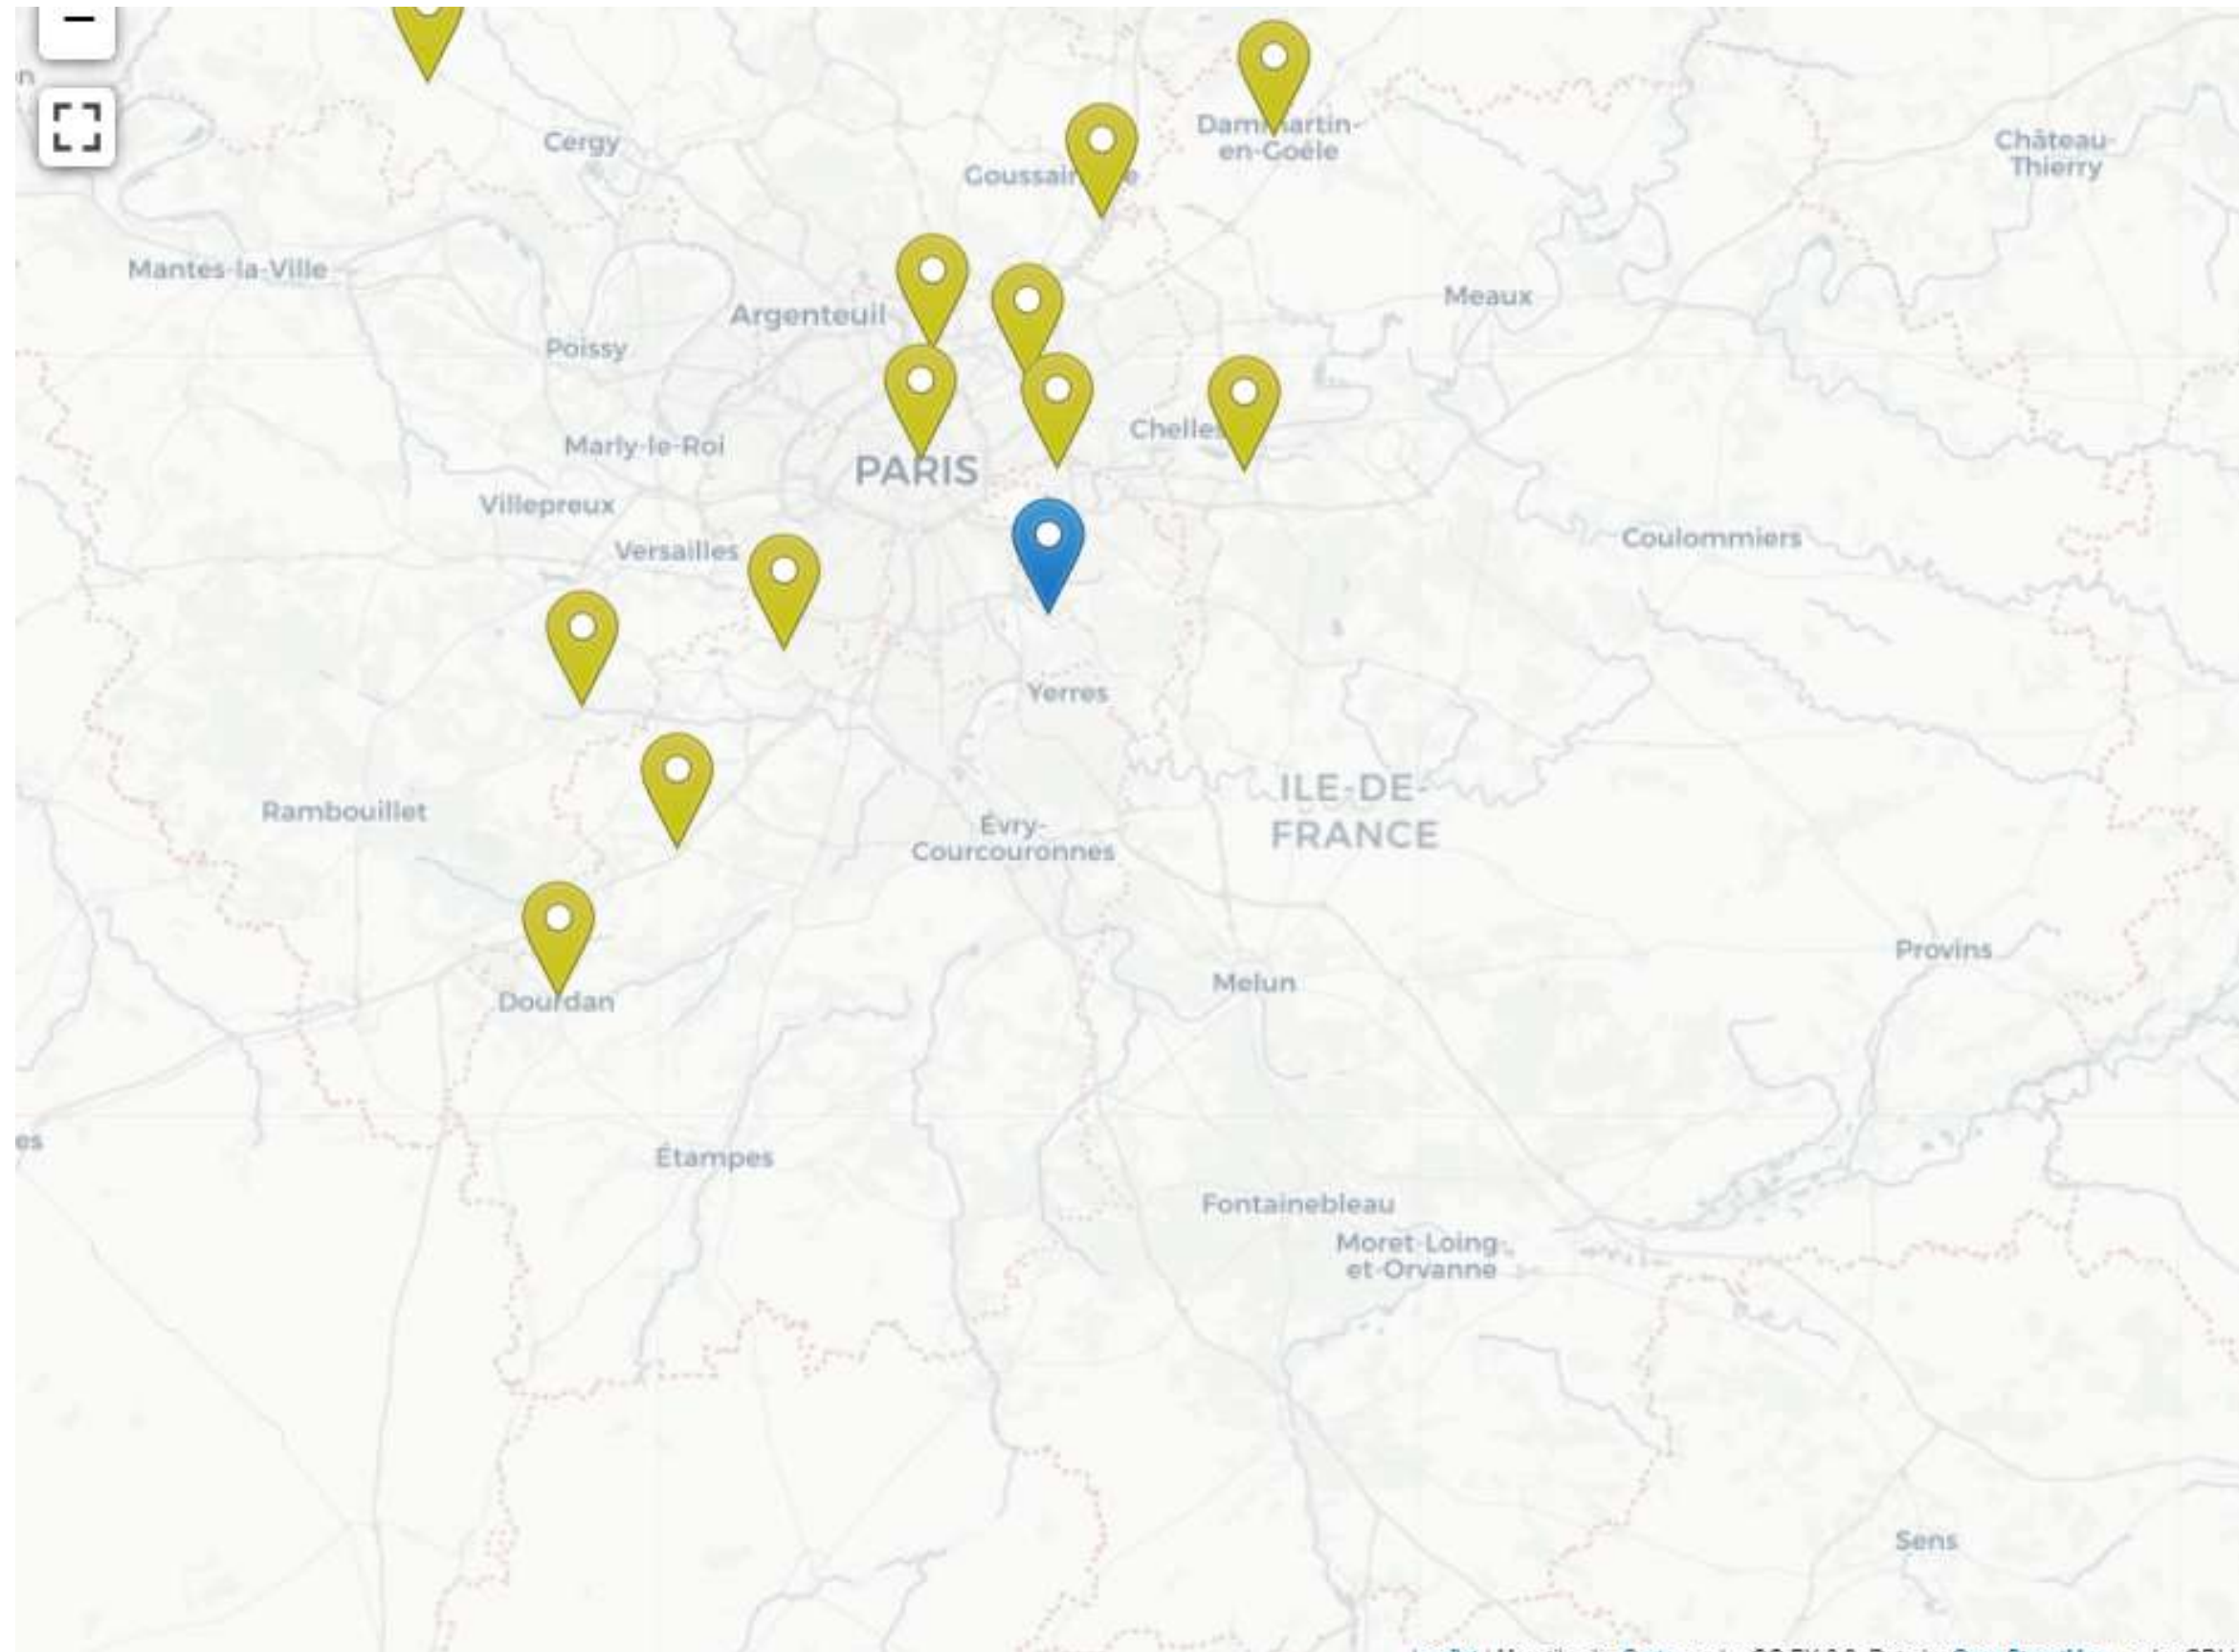 −
Cergy
Dammartin-
en-Goële
Château-
Thierry
Mantes-la-Ville
Argenteuil
Meaux
Poissy
Marly-le-Roi
PARIS
Villepreux
Versailles
Coulommiers
Yerres
ILE-DE-
FRANCE
Rambouillet
Évry-
Courcouronnes
Dourdan
Provins
Melun
es
Étampes
Fontainebleau
Moret-Loing-
et-Orvanne
Sens